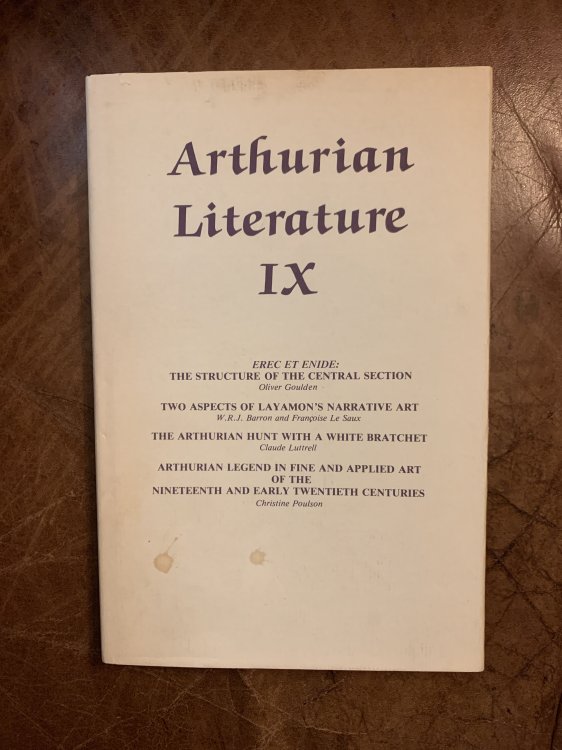 Arthurian
Literature
IX
EREC ET ENIDE:
THE STRUCTURE OF THE CENTRAL SECTION
Oliver Goulden
TWO ASPECTS OF LAYAMON'S NARRATIVE ART
W.R.J. Barron and Françoise Le Saux
THE ARTHURIAN HUNT WITH A WHITE BRATCHET
Claude Luttrell
ARTHURIAN LEGEND IN FINE AND APPLIED ART
OF THE
NINETEENTH AND EARLY TWENTIETH CENTURIES
Christine Poulson